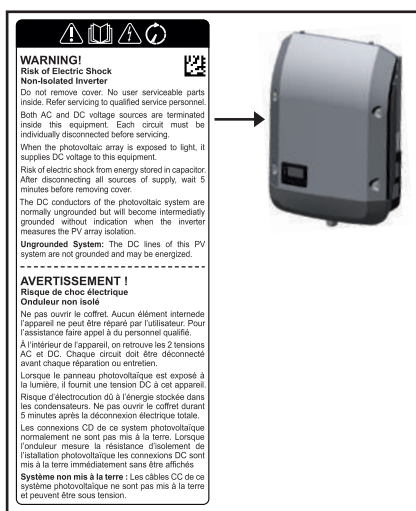 WARNING!
Risk of Electric Shock
Non-Isolated Inverter
Do not remove cover. No user serviceable parts
inside. Refer servicing to qualified service personnel.
Both AC and DC voltage sources are terminated
inside this equipment. Each circuit must be
individually disconnected before servicing.
When the photovoltaic array is exposed to light, it
supplies DC voltage to this equipment.
Risk of electric shock from energy stored in capacitor.
After disconnecting all sources of supply, wait 5
minutes before removing cover.
The DC conductors of the photovoltaic system are
normally ungrounded but will become intermediatly
grounded without indication when the inverter
measures the PV array isolation.
Ungrounded System: The DC lines of this PV
system are not grounded and may be energized.
AVERTISSEMENT !
Risque de choc électrique
Onduleur non isolé
Ne pas ouvrir le coffret. Aucun élément internede
l'appareil ne peut être réparé par l'utilisateur. Pour
l'assistance faire appel à du personnel qualifié.
À l'intérieur de l'appareil, on retrouve les 2 tensions
AC et DC. Chaque circuit doit être déconnecté
avant chaque réparation ou entretien.
Lorsque le panneau photovoltaïque est exposé à
la lumière, il fournit une tension DC à cet appareil.
Risque d'électrocution dû à l'énergie stockée dans
les condensateurs. Ne pas ouvrir le coffret durant
5 minutes après la déconnexion électrique totale.
Les connexions CD de ce system photovoltaïque
normalement ne sont pas mis à la terre. Lorsque
l'onduleur mesure la résistance d'isolement de
l'istallation photovoltaïque les connexions DC sont
mis à la terre immédiatement sans être affichés
Système non mis à la terre : Les câbles CC de ce
système photovoltaïque ne sont pas mis à la terre
et peuvent être sous tension.